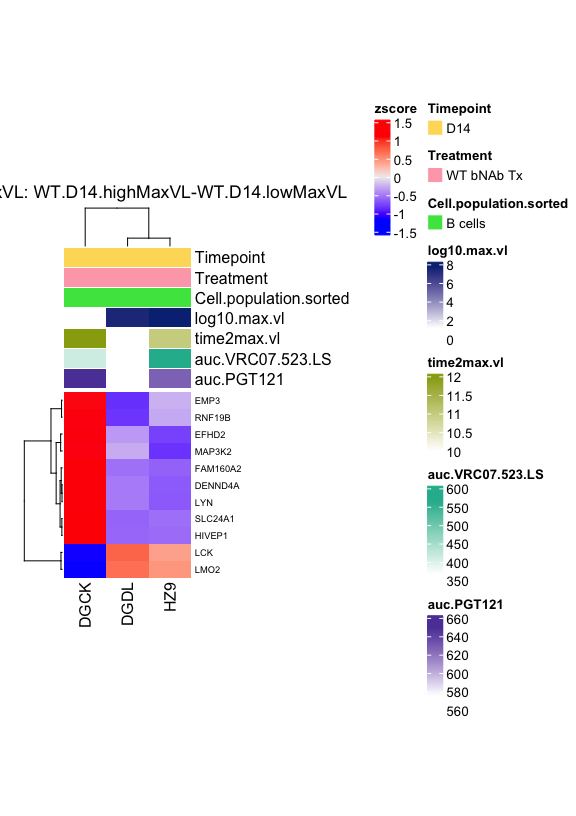 xVL: WT.D14.highMaxVL-WT.D14.lowMaxVL
Timepoint
Treatment
Cell.population.sorted
log10.max.vl
time2max.vl
auc.VRC07.523.LS
auc.PGT121
EMP3
RNF19B
EFHD2
MAP3K2
FAM160A2
DENND4A
LYN
SLC24A1
HIVEP1
LCK
LMO2
DGCK
DGDL
HZ9
zscore
1.5
1
0.5
0
-0.5
-1
-1.5
Timepoint
D14
Treatment
WT bNAb Tx
Cell.population.sorted
B cells
log10.max.vl
8
6
4
2
0
time2max.vl
12
11.5
11
10.5
10
auc.VRC07.523.LS
600
550
500
450
400
350
auc.PGT121
660
640
620
600
580
560